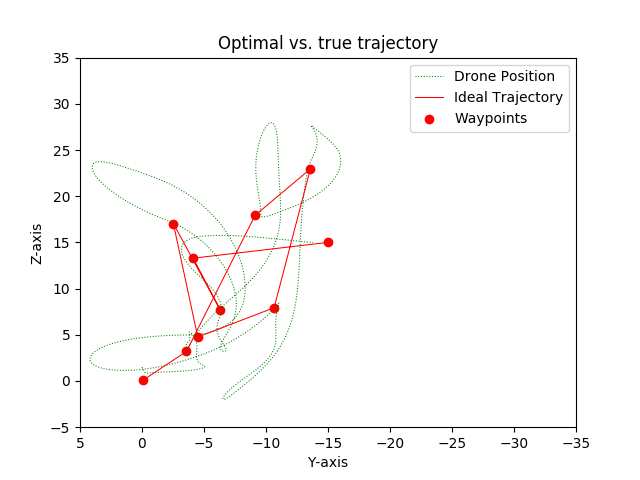 Optimal vs. true trajectory
Drone Position
Ideal Trajectory
Waypoints
Z-axis
35
30
25
20
15
10
5
0
−5
5 0 −5 −10 −15 −20 −25 −30 −35
Y-axis